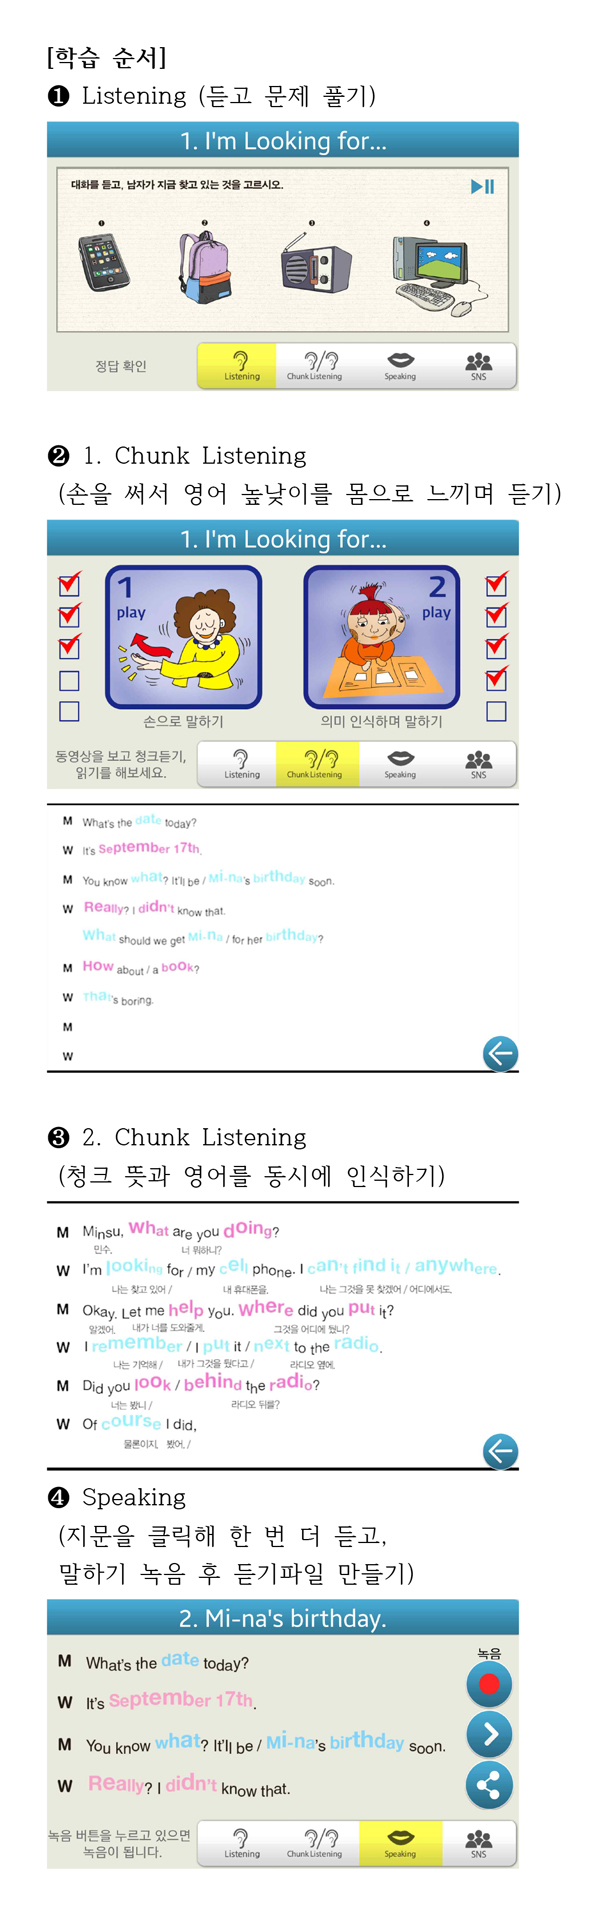 [학습 순서]
❶ Listening (듣고 문제 풀기)
1. I'm Looking for...
대화를 듣고, 남자가 지금 찾고 있는 것을 고르시오.
❶ ❷ ❸ ❹
정답 확인
Listening Chunk Listening Speaking SNS
❷ 1. Chunk Listening
(손을 써서 영어 높낮이를 몸으로 느끼며 듣기)
1. I'm Looking for...
1 play 2 play
손으로 말하기 의미 인식하며 말하기
동영상을 보고 청크듣기,
읽기를 해보세요.
Listening Chunk Listening Speaking SNS
M What's the date today?
W It's September 17th.
M You know what? It'll be / Mi-na's birthday soon.
W Really? I didn't know that.
What should we get Mi-na / for her birthday?
M How about / a book?
W That's boring.
M
W
❸ 2. Chunk Listening
(청크 뜻과 영어를 동시에 인식하기)
M Minsu, What are you doing?
민수. 너 뭐하니?
W I'm looking for / my cell phone. I can't find it / anywhere.
나는 찾고 있어 / 내 휴대폰을. 나는 그것을 못 찾겠어 / 어디에서도.
M Okay. Let me help you. Where did you put it?
알겠어. 내가 너를 도와줄게. 그것을 어디에 뒀니?
W I remember / I put it / next to the radio.
나는 기억해 / 내가 그것을 뒀다고 / 라디오 옆에.
M Did you look / behind the radio?
너는 봤니 / 라디오 뒤를?
W Of course I did,
물론이지, 봤어. /
❹ Speaking
(지문을 클릭해 한 번 더 듣고,
말하기 녹음 후 듣기파일 만들기)
2. Mi-na's birthday.
녹음
M What's the date today?
W It's September 17th.
M You know what? It'll be / Mi-na's birthday soon.
W Really? I didn't know that.
녹음 버튼을 누르고 있으면
녹음이 됩니다.
Listening Chunk Listening Speaking SNS